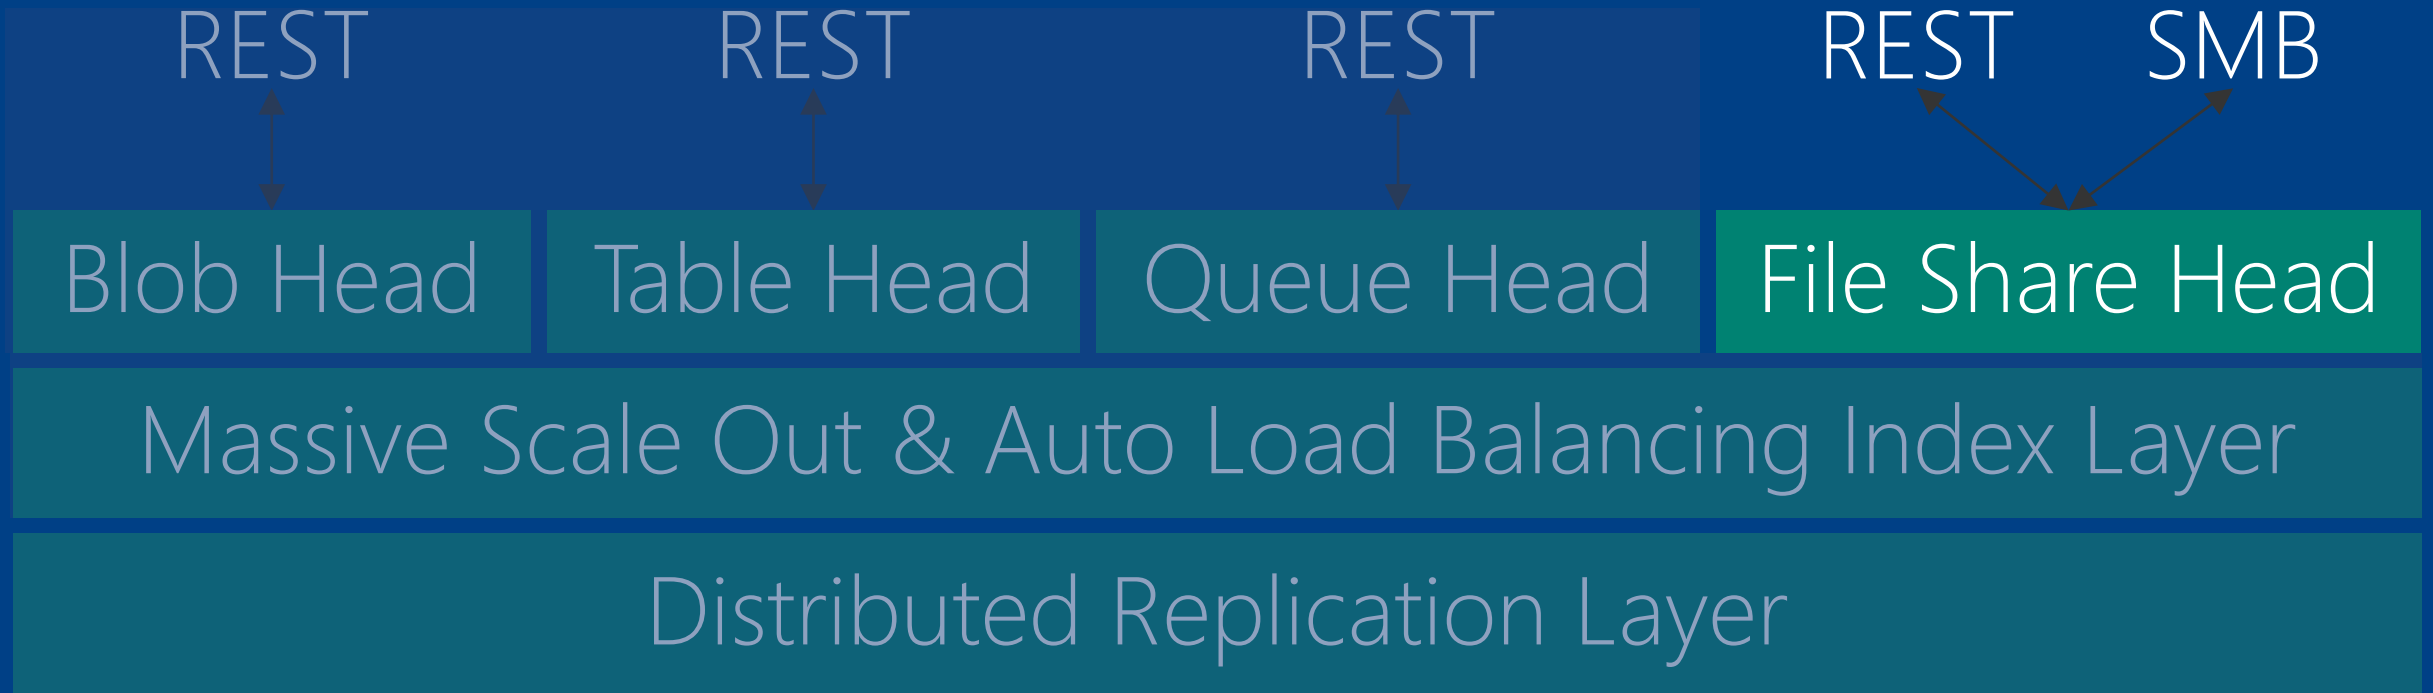 REST REST REST REST SMB
Blob Head Table Head Queue Head File Share Head
Massive Scale Out & Auto Load Balancing Index Layer
Distributed Replication Layer